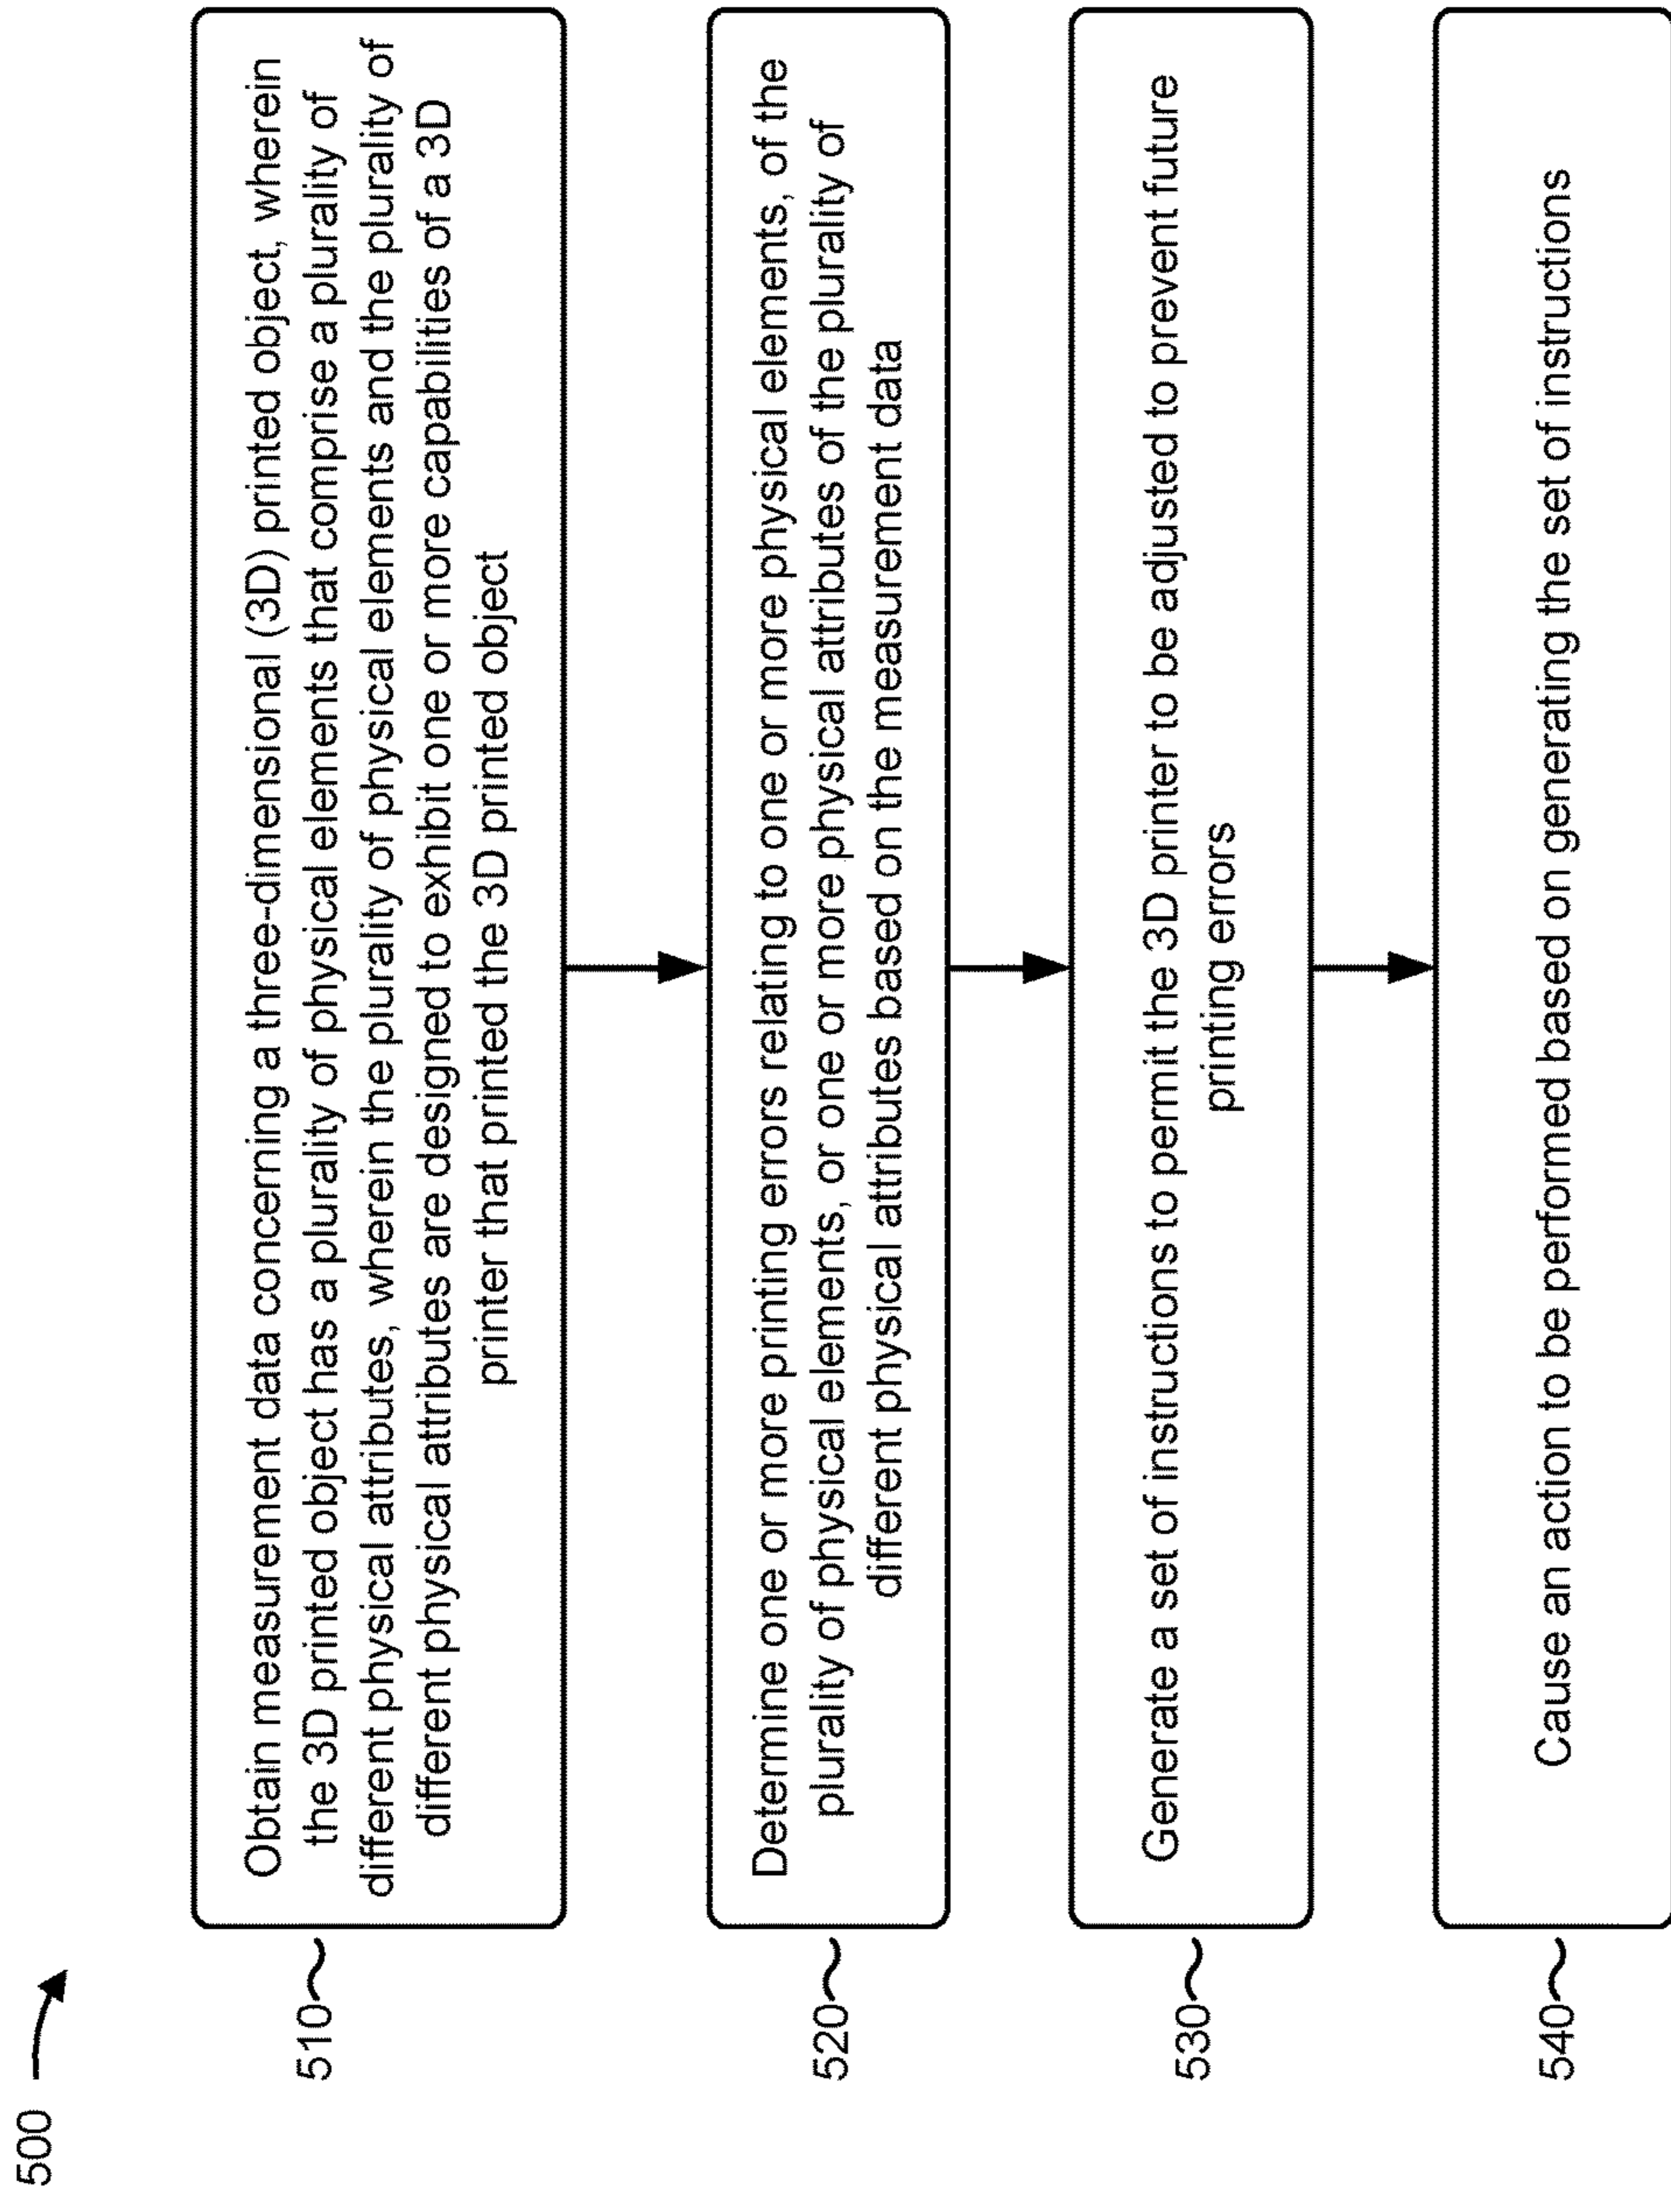 500
510
Obtain measurement data concerning a three-dimensional (3D) printed object, wherein
the 3D printed object has a plurality of physical elements that comprise a plurality of
different physical attributes, wherein the plurality of physical elements and the plurality of
different physical attributes are designed to exhibit one or more capabilities of a 3D
printer that printed the 3D printed object
520
Determine one or more printing errors relating to one or more physical elements, of the
plurality of physical elements, or one or more physical attributes of the plurality of
different physical attributes based on the measurement data
530
Generate a set of instructions to permit the 3D printer to be adjusted to prevent future
printing errors
540
Cause an action to be performed based on generating the set of instructions